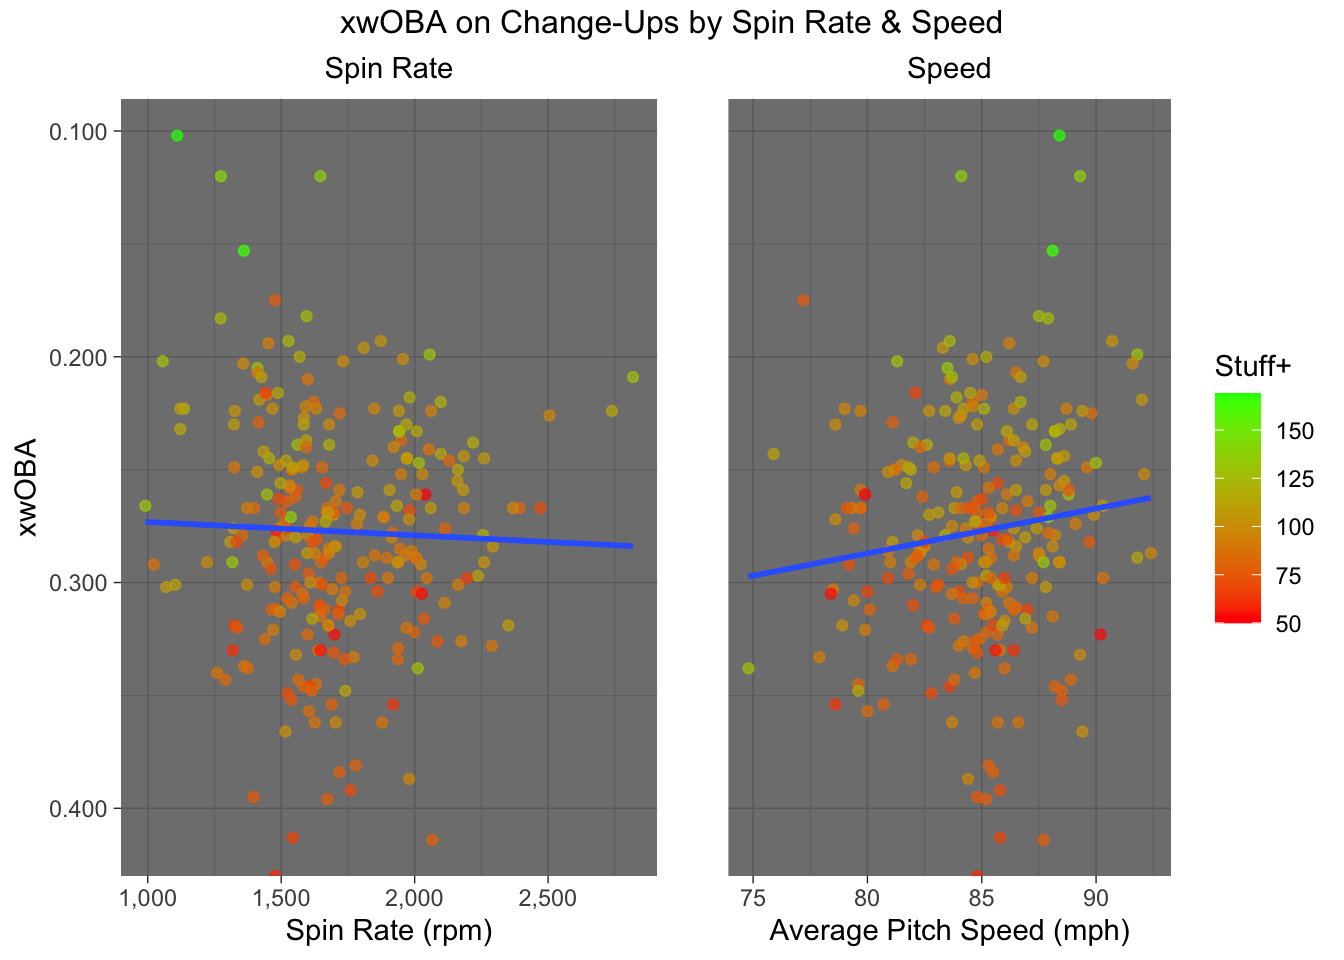 xwOBA on Change-Ups by Spin Rate & Speed
Spin Rate
Speed
0.100
0.200
0.300
0.400
xwOBA
1,000
1,500
2,000
2,500
Spin Rate (rpm)
75
80
85
90
Average Pitch Speed (mph)
Stuff+
150
125
100
75
50